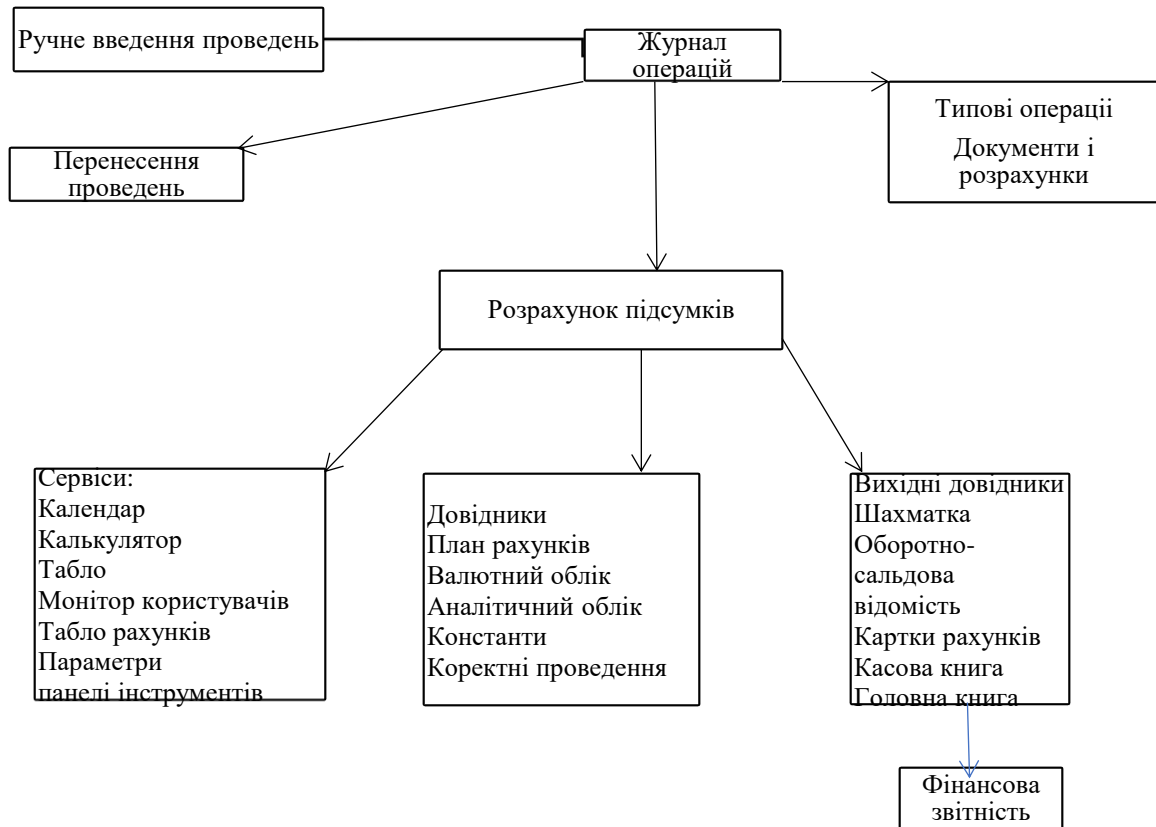 Ручне введення проведень
Журнал
операцій
Типові операціі
Документи і
розрахунки
Перенесення
проведень
Розрахунок підсумків
Сервіси:
Календар
Калькулятор
Табло
Монітор користувачів
Табло рахунків
Параметри
панелі інструментів
Довідники
План рахунків
Валютний облік
Аналітичний облік
Константи
Коректні проведення
Вихідні довідники
Шахматка
Оборотно-
сальдова
відомість
Картки рахунків
Касова книга
Головна книга
Фінансова
звітність